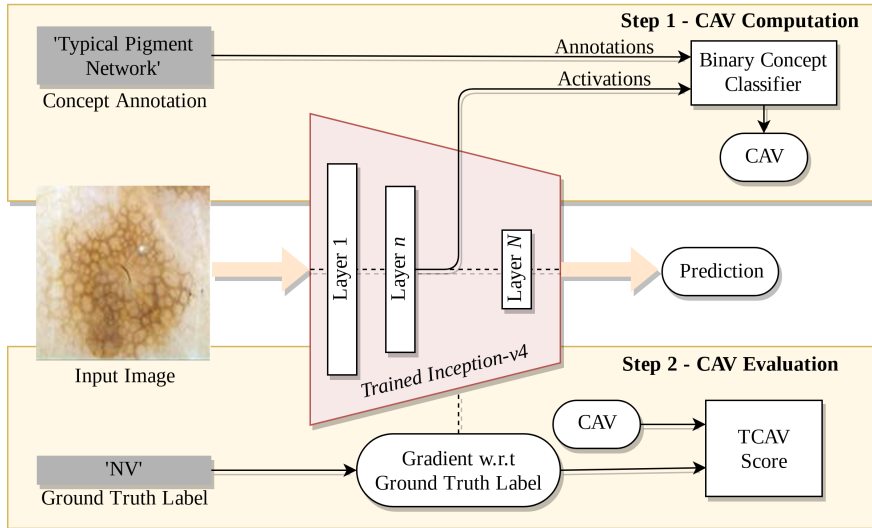 Step 1 - CAV Computation
'Typical Pigment
Network'
Concept Annotation
Annotations
Activations
Binary Concept
Classifier
CAV
Layer 1
Layer n
Layer N
Prediction
Input Image
Trained Inception-v4
Step 2 - CAV Evaluation
'NV'
Ground Truth Label
Gradient w.r.t
Ground Truth Label
CAV
TCAV
Score